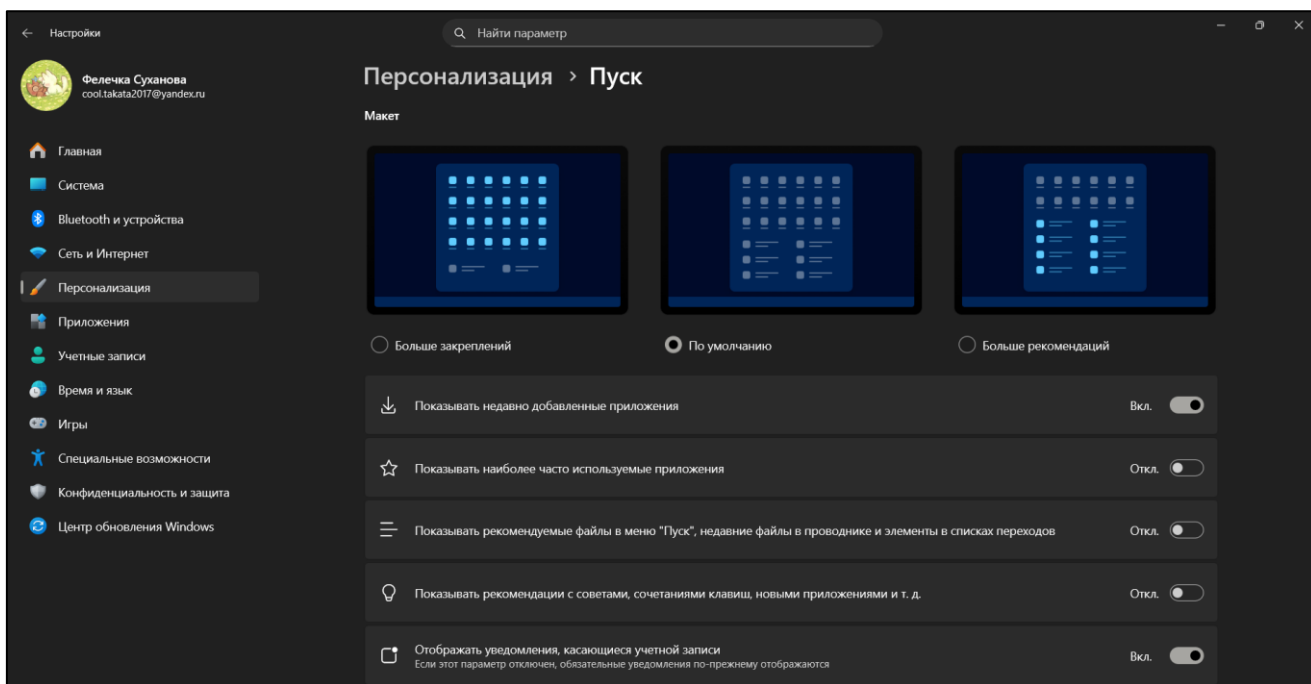 Настройки
Найти параметр
Фелечка Суханова
cool.takata2017@yandex.ru
Главная
Система
Bluetooth и устройства
Сеть и Интернет
Персонализация
Приложения
Учетные записи
Время и язык
Игры
Специальные возможности
Конфиденциальность и защита
Центр обновления Windows
Персонализация > Пуск
Макет
Больше закреплений
По умолчанию
Больше рекомендаций
Показывать недавно добавленные приложения Вкл.
Показывать наиболее часто используемые приложения Откл.
Показывать рекомендуемые файлы в меню "Пуск", недавние файлы в проводнике и элементы в списках переходов Откл.
Показывать рекомендации с советами, сочетаниями клавиш, новыми приложениями и т. д. Откл.
Отображать уведомления, касающиеся учетной записи Вкл.
Если этот параметр отключен, обязательные уведомления по-прежнему отображаются